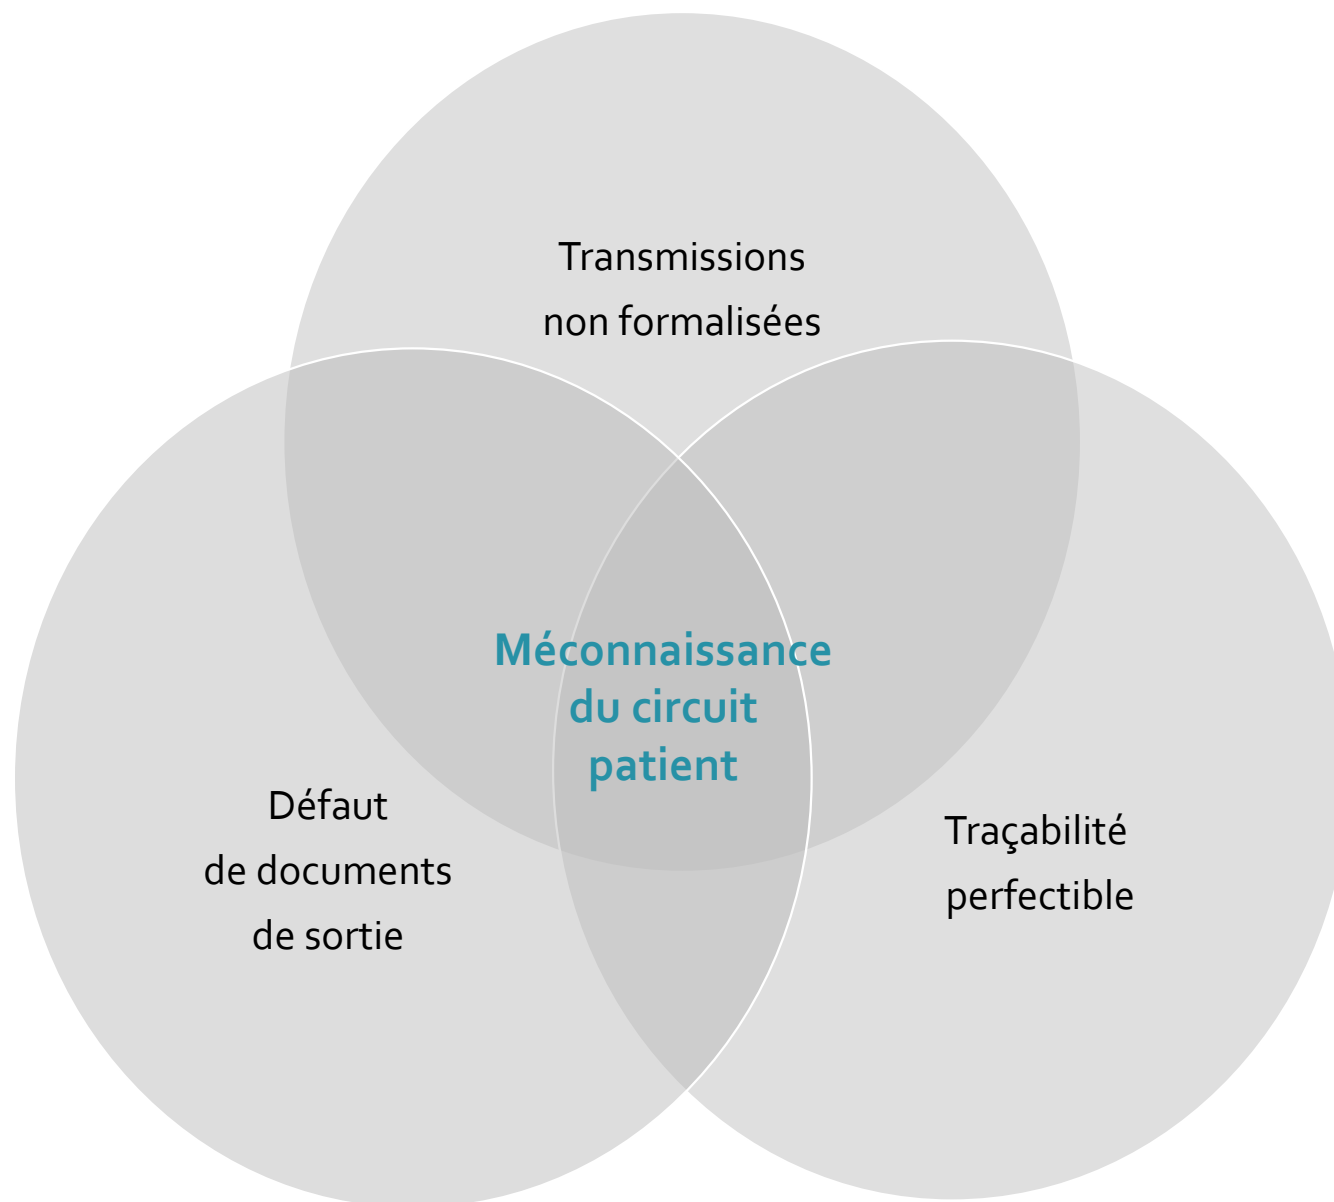 Transmissions
non formalisées
Méconnaissance
du circuit
patient
Défaut
de documents
de sortie
Traçabilité
perfectible